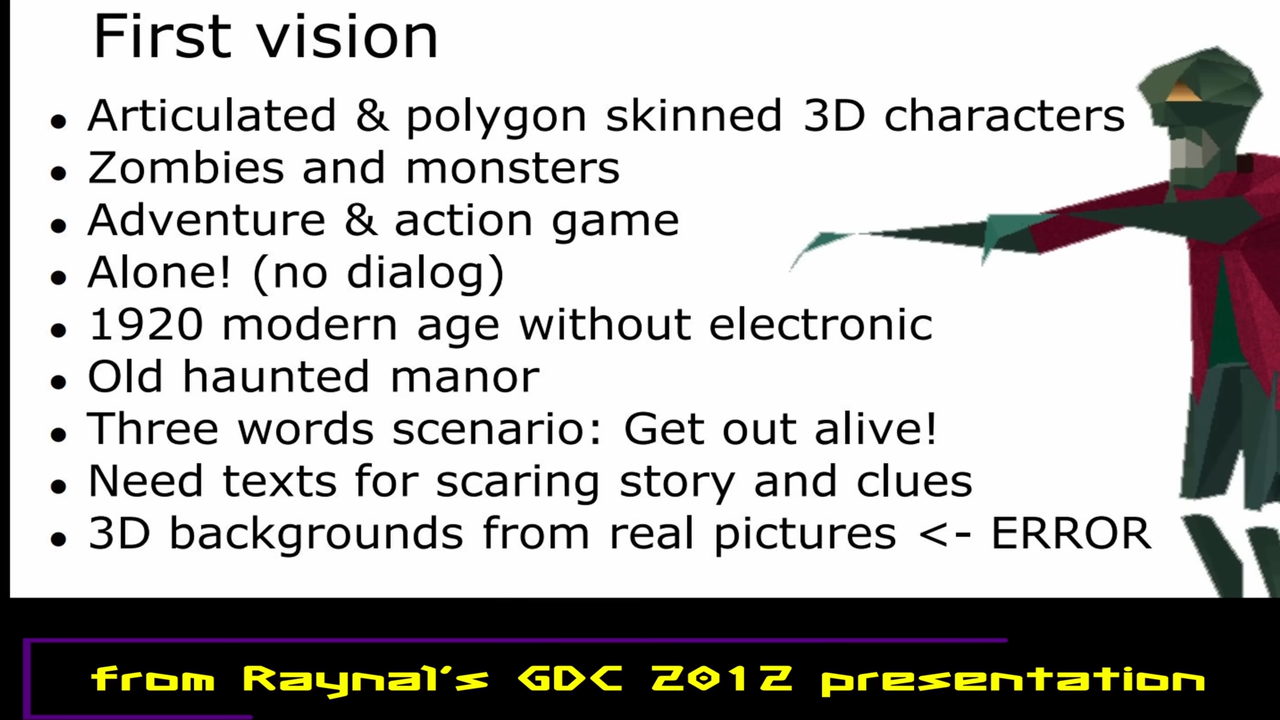 First vision
• Articulated & polygon skinned 3D characters
• Zombies and monsters
• Adventure & action game
• Alone! (no dialog)
• 1920 modern age without electronic
• Old haunted manor
• Three words scenario: Get out alive!
• Need texts for scaring story and clues
• 3D backgrounds from real pictures <- ERROR
from Raynal's GDC 2012 presentation